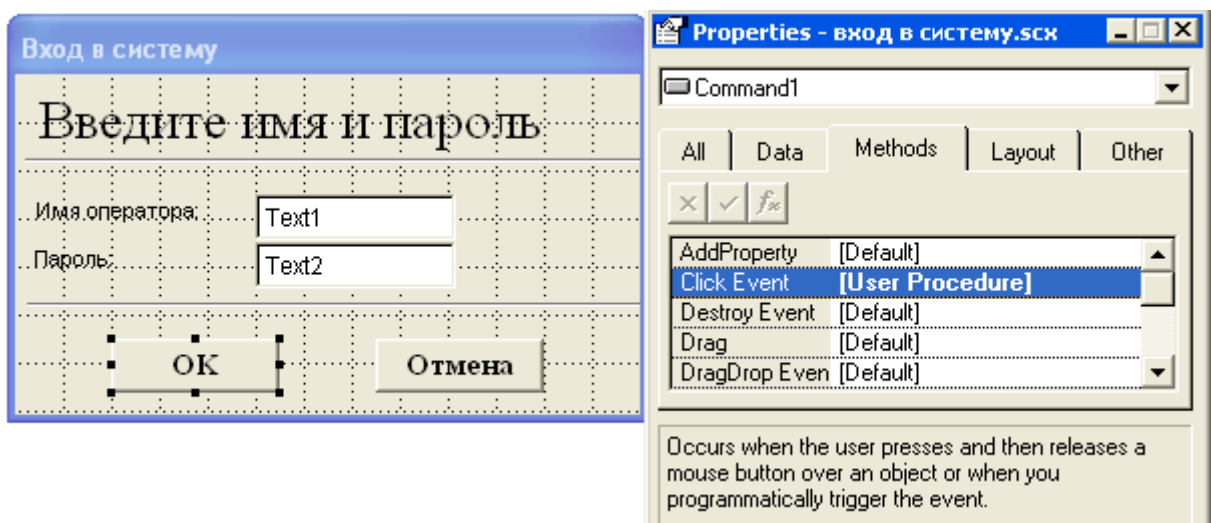 Вход в систему
Введите имя и пароль
Имя оператора:
Text1
Пароль:
Text2
OK
Отмена
Properties - вход в систему.scx
Command1
All Data Methods Layout Other
AddProperty [Default]
Click Event [User Procedure]
Destroy Event [Default]
Drag [Default]
DragDrop Even [Default]
Occurs when the user presses and then releases a
mouse button over an object or when you
programmatically trigger the event.